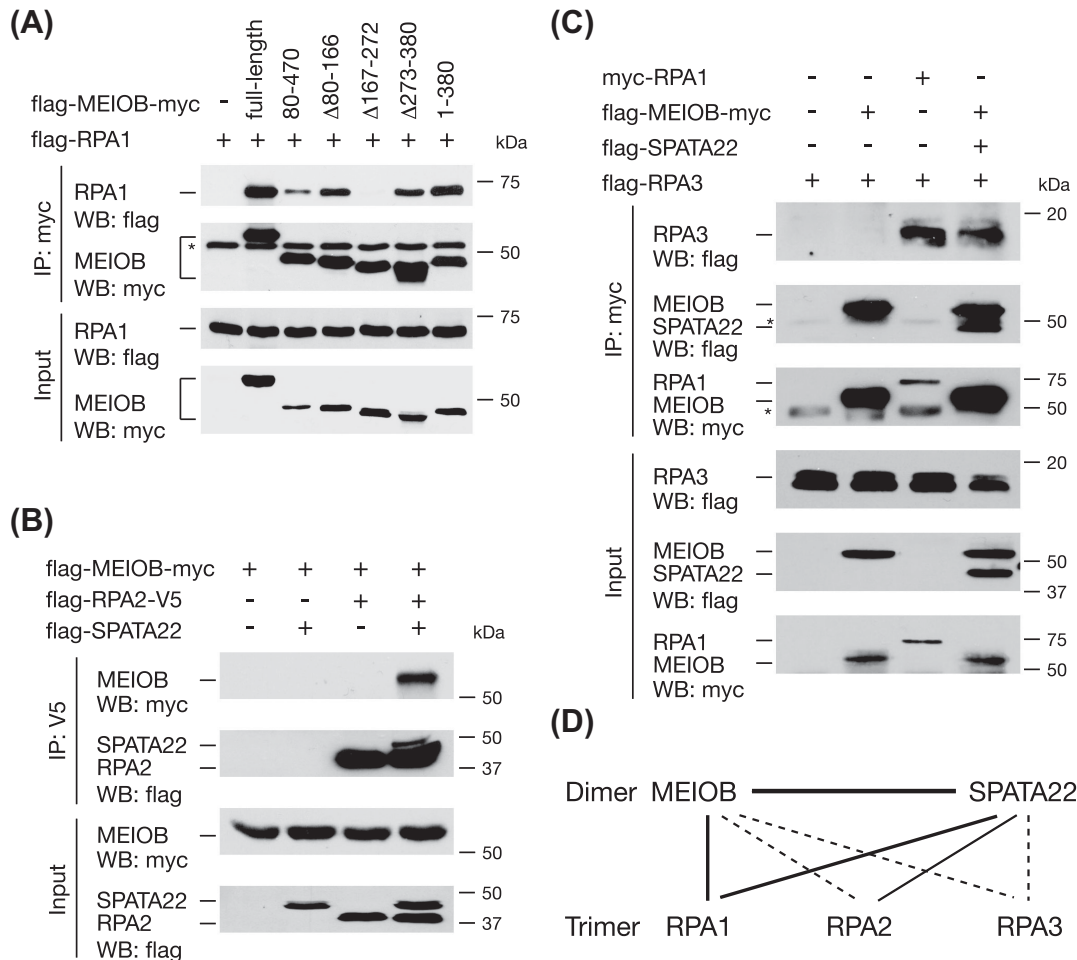 (A)
full-length
80-470
Δ80-166
Δ167-272
Δ273-380
1-380
flag-MEIOB-myc -
flag-RPA1 + + + + + + + kDa
IP: myc
RPA1
WB: flag
75
*
MEIOB
WB: myc
50
Input
RPA1
WB: flag
75
MEIOB
WB: myc
50
(B)
flag-MEIOB-myc + + + +
flag-RPA2-V5 - - + +
flag-SPATA22 - + - + kDa
IP: V5
MEIOB
WB: myc
50
SPATA22
RPA2
WB: flag
50
37
Input
MEIOB
WB: myc
50
SPATA22
RPA2
WB: flag
50
37
(C)
myc-RPA1 - - + -
flag-MEIOB-myc - + - +
flag-SPATA22 - - - +
flag-RPA3 + + + + kDa
IP: myc
RPA3
WB: flag
20
MEIOB
SPATA22
*
WB: flag
50
RPA1
MEIOB
*
WB: myc
75
50
Input
RPA3
WB: flag
20
MEIOB
SPATA22
WB: flag
50
37
RPA1
MEIOB
WB: myc
75
50
(D)
Dimer MEIOB SPATA22
Trimer RPA1 RPA2 RPA3